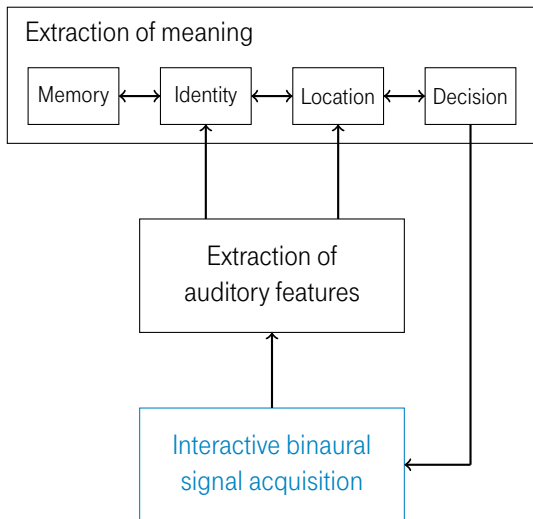 Extraction of meaning
Memory
Identity
Location
Decision
Extraction of
auditory features
Interactive binaural
signal acquisition